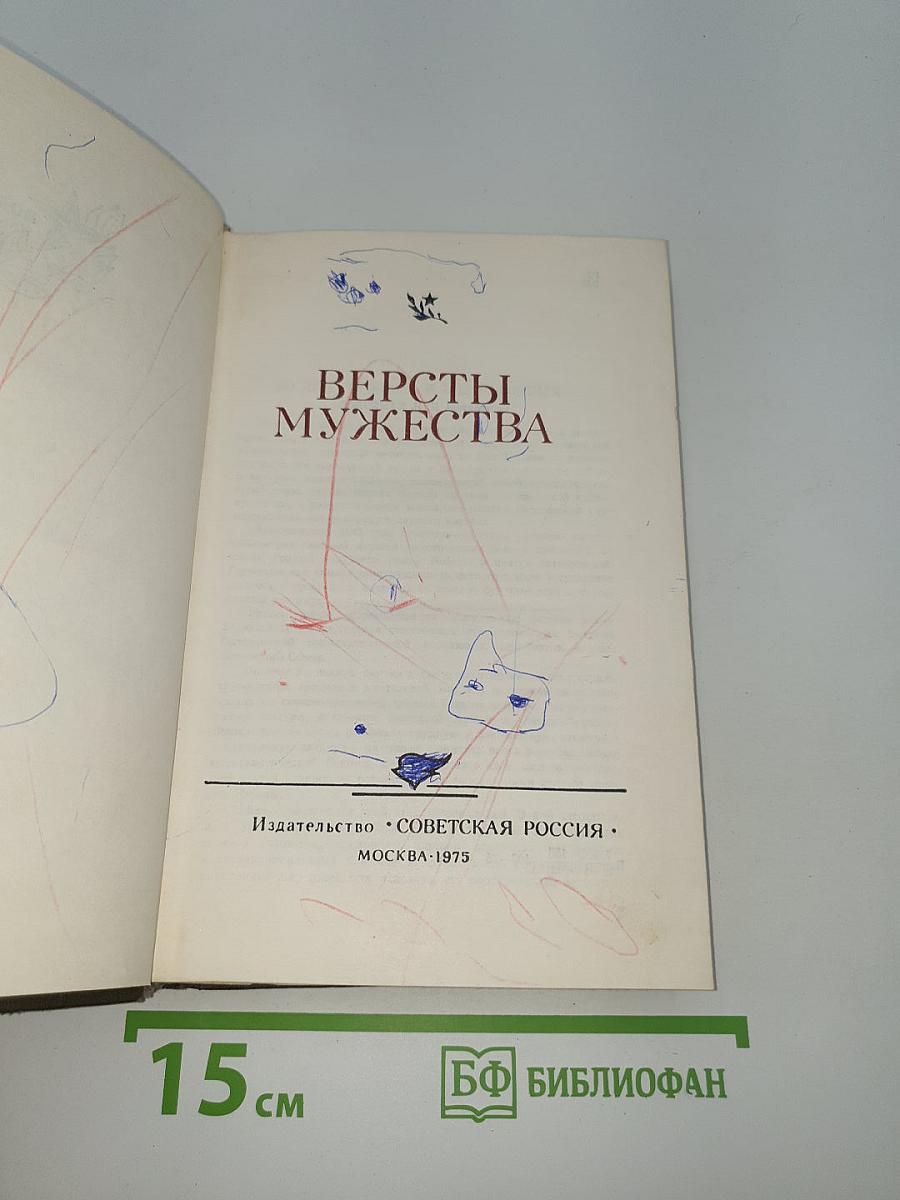 ВЕРСТЫ
МУЖЕСТВА
Издательство • СОВЕТСКАЯ РОССИЯ •
МОСКВА · 1975
15 см
БФ БИБЛИОФАН